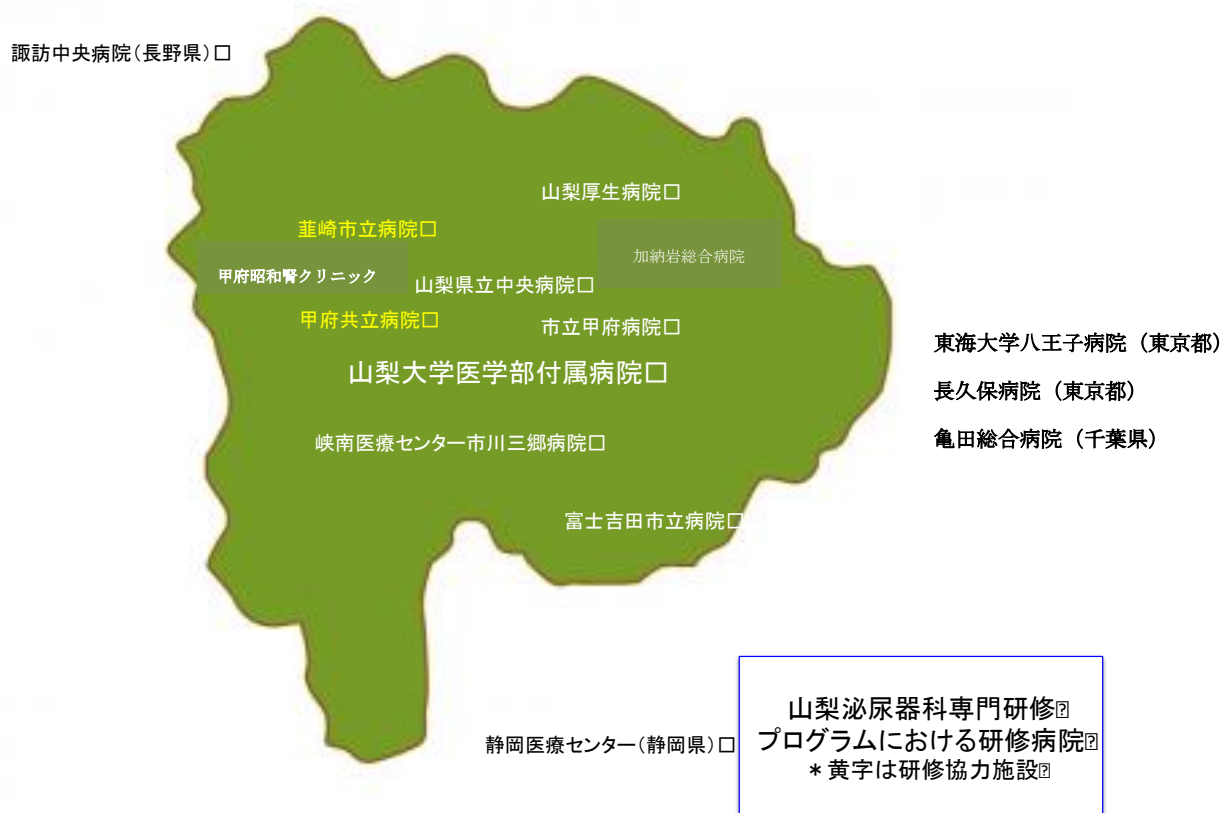 諏訪中央病院(長野県)□
山梨厚生病院□
韮崎市立病院□
加納岩総合病院
甲府昭和腎クリニック
山梨県立中央病院□
甲府共立病院□
市立甲府病院□
東海大学八王子病院（東京都）
山梨大学医学部付属病院□
長久保病院（東京都）
亀田総合病院（千葉県）
峡南医療センター市川三郷病院□
富士吉田市立病院□
静岡医療センター(静岡県)□
山梨泌尿器科専門研修⍰
プログラムにおける研修病院⍰
＊黄字は研修協力施設⍰